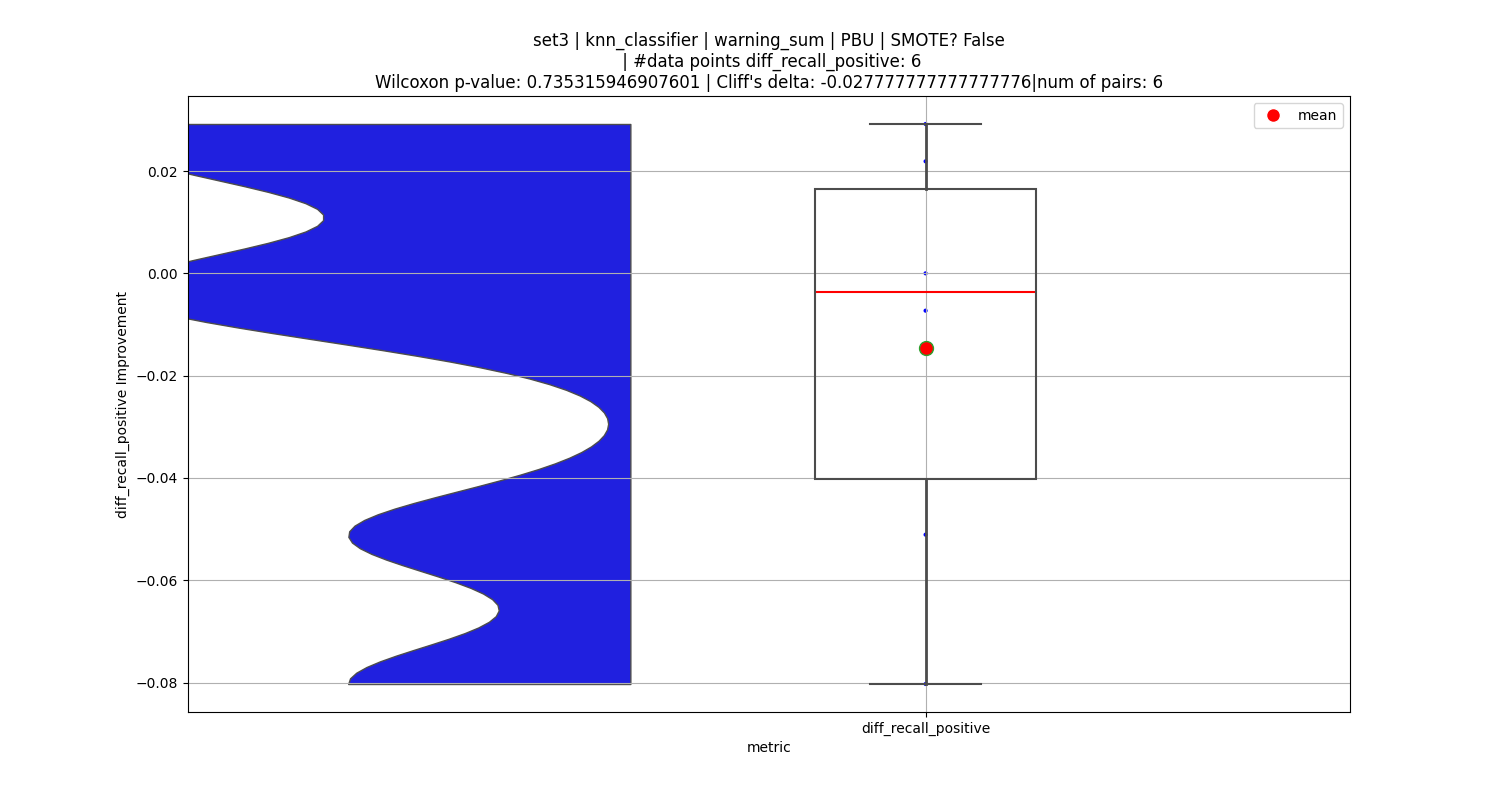 set3 | knn_classifier | warning_sum | PBU | SMOTE? False
| #data points diff_recall_positive: 6
Wilcoxon p-value: 0.735315946907601 | Cliff's delta: -0.027777777777777776|num of pairs: 6
mean
0.02
0.00
−0.02
−0.04
−0.06
−0.08
diff_recall_positive Improvement
diff_recall_positive
metric